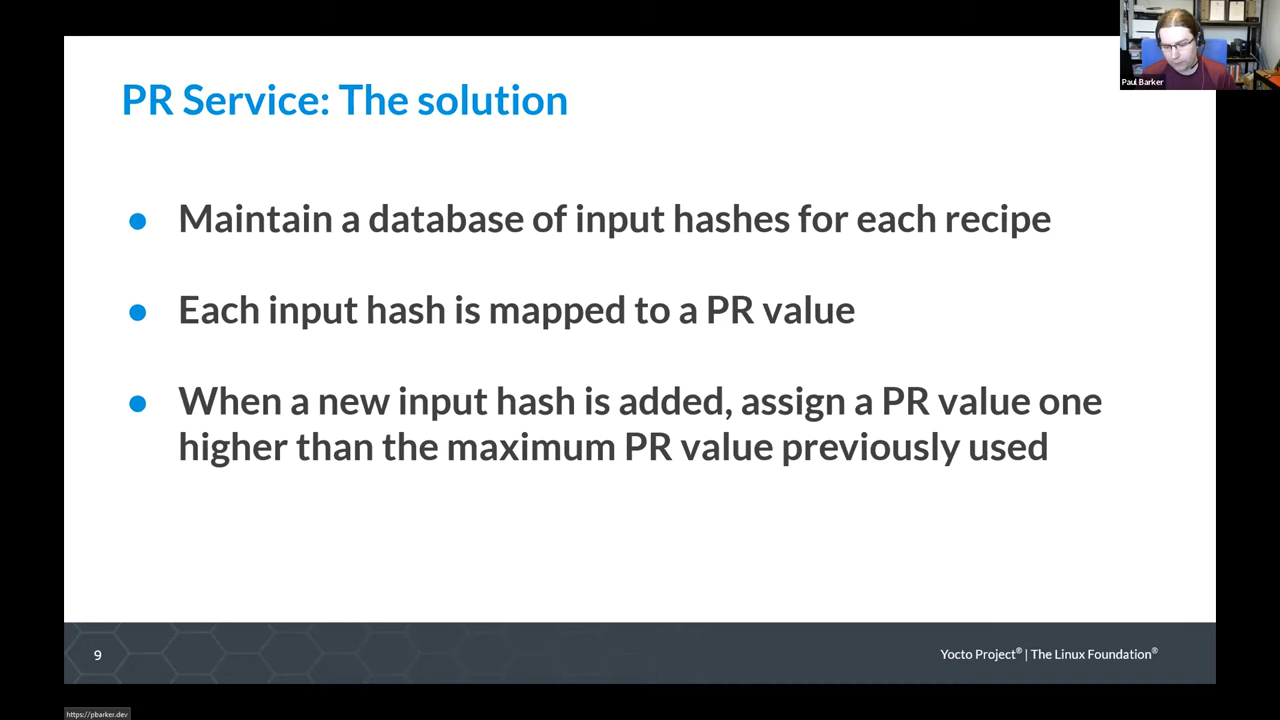 Paul Barker
PR Service: The solution
● Maintain a database of input hashes for each recipe
● Each input hash is mapped to a PR value
● When a new input hash is added, assign a PR value one
higher than the maximum PR value previously used
9
Yocto Project® | The Linux Foundation®
https://pbarker.dev